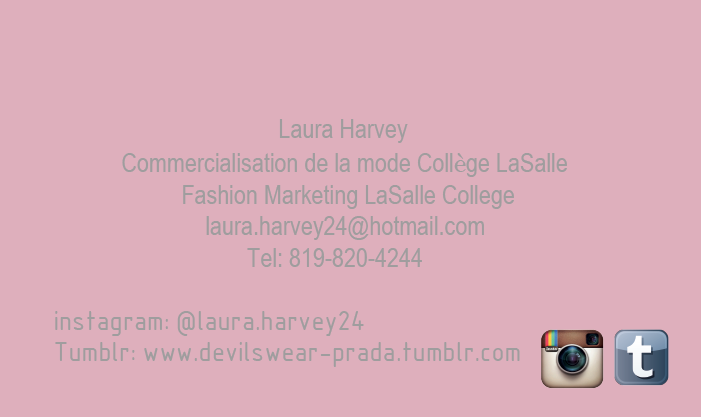 Laura Harvey
Commercialisation de la mode Collège LaSalle
Fashion Marketing LaSalle College
laura.harvey24@hotmail.com
Tel: 819-820-4244
instagram: @laura.harvey24
Tumblr: www.devilswear-prada.tumblr.com
t